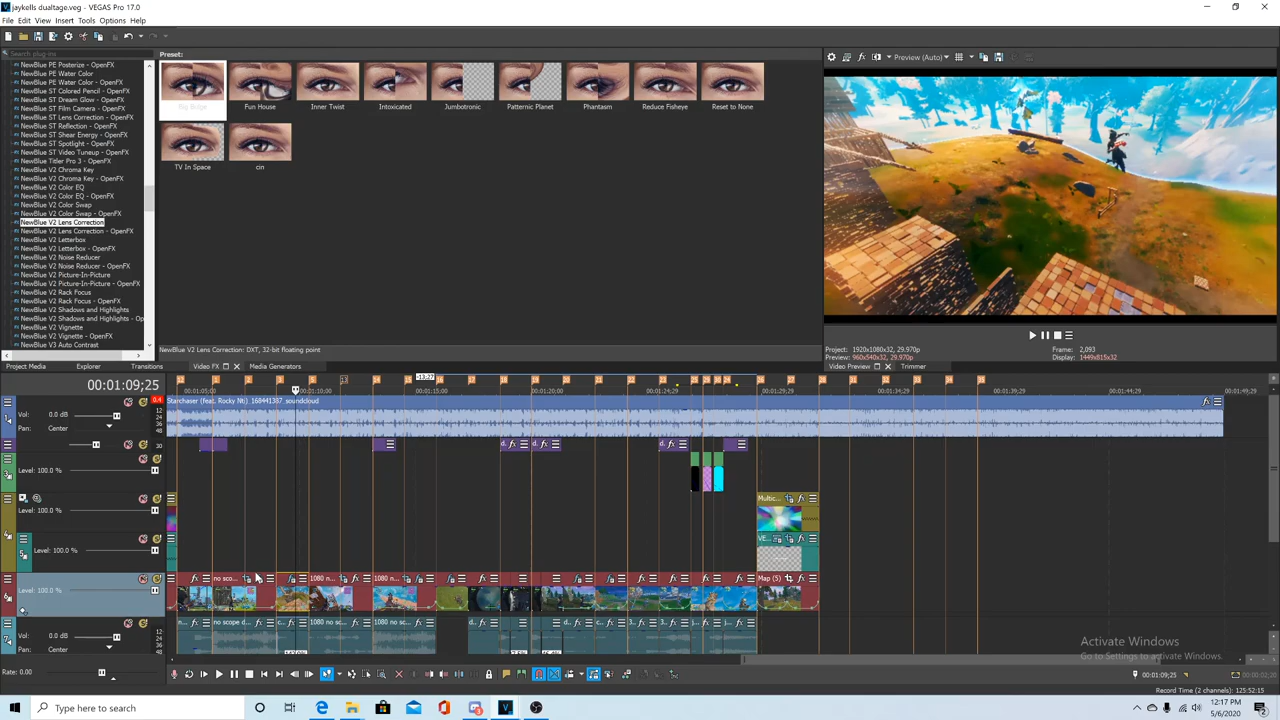 jaykells dualtage.veg - VEGAS Pro 17.0
File Edit View Insert Tools Options Help
Search plug-ins
Preset:
Preview (Auto)
NewBlue PE Posterize - OpenFX
NewBlue PE Water Color
NewBlue PE Water Color - OpenFX
NewBlue ST Colored Pencil - OpenFX
NewBlue ST Dream Glow - OpenFX
NewBlue ST Film Camera - OpenFX
NewBlue ST Lens Correction - OpenFX
NewBlue ST Reflection - OpenFX
NewBlue ST Shear Energy - OpenFX
NewBlue ST Spotlight - OpenFX
NewBlue ST Video Tuneup - OpenFX
NewBlue Titler Pro 3 - OpenFX
NewBlue V2 Chroma Key
NewBlue V2 Chroma Key - OpenFX
NewBlue V2 Color EQ
NewBlue V2 Color EQ - OpenFX
NewBlue V2 Color Swap
NewBlue V2 Color Swap - OpenFX
NewBlue V2 Lens Correction
NewBlue V2 Lens Correction - OpenFX
NewBlue V2 Letterbox
NewBlue V2 Letterbox - OpenFX
NewBlue V2 Noise Reducer
NewBlue V2 Noise Reducer - OpenFX
NewBlue V2 Picture-In-Picture
NewBlue V2 Picture-In-Picture - OpenFX
NewBlue V2 Rack Focus
NewBlue V2 Rack Focus - OpenFX
NewBlue V2 Shadows and Highlights
NewBlue V2 Shadows and Highlights - Op
NewBlue V2 Vignette
NewBlue V2 Vignette - OpenFX
NewBlue V3 Auto Contrast
Big Bulge Fun House Inner Twist Intoxicated Jumbotronic Patternic Planet Phantasm Reduce Fisheye Reset to None
TV In Space cin
NewBlue V2 Lens Correction: DXT, 32-bit floating point
Project: 1920x1080x32, 29.970p Frame: 2,093
Preview: 960x540x32, 29.970p Display: 1449x815x32
Project Media Explorer Transitions Video FX Media Generators Video Preview Trimmer
00:01:09;25
-13;27
00:01:05;00 00:01:10;00 00:01:15;00 00:01:20;00 00:01:24;29 00:01:29;29 00:01:34;29 00:01:39;29 00:01:44;29 00:01:49;29
Starchaser (feat. Rocky Nti)_168441387_soundcloud
Vol: 0.0 dB
Pan: Center
Level: 100.0 %
Level: 100.0 %
Multic...
Level: 100.0 %
VE...
no sco... 1080 n... 1080 n... Map (5)
Level: 100.0 %
n... no scope d... c... 1080 no s... 1080 no sc...
Vol: 0.0 dB
Pan: Center
Rate: 0.00
Activate Windows
Go to Settings to activate Windows.
00:01:09;25
Record Time (2 channels): 125:52:15
Type here to search
12:17 PM
5/6/2020